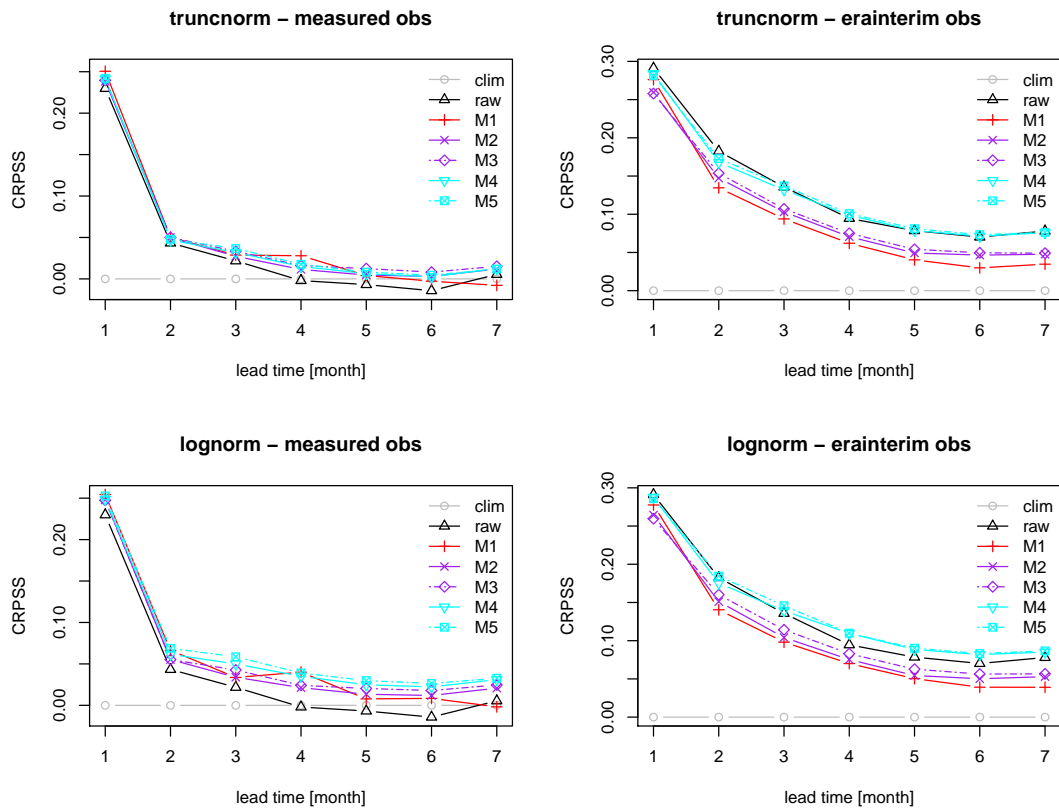 truncnorm – measured obs
CRPSS
0.00
0.10
0.20
1 2 3 4 5 6 7
lead time [month]
clim
raw
M1
M2
M3
M4
M5
truncnorm – erainterim obs
CRPSS
0.00
0.10
0.20
0.30
1 2 3 4 5 6 7
lead time [month]
clim
raw
M1
M2
M3
M4
M5
lognorm – measured obs
CRPSS
0.00
0.10
0.20
1 2 3 4 5 6 7
lead time [month]
clim
raw
M1
M2
M3
M4
M5
lognorm – erainterim obs
CRPSS
0.00
0.10
0.20
0.30
1 2 3 4 5 6 7
lead time [month]
clim
raw
M1
M2
M3
M4
M5